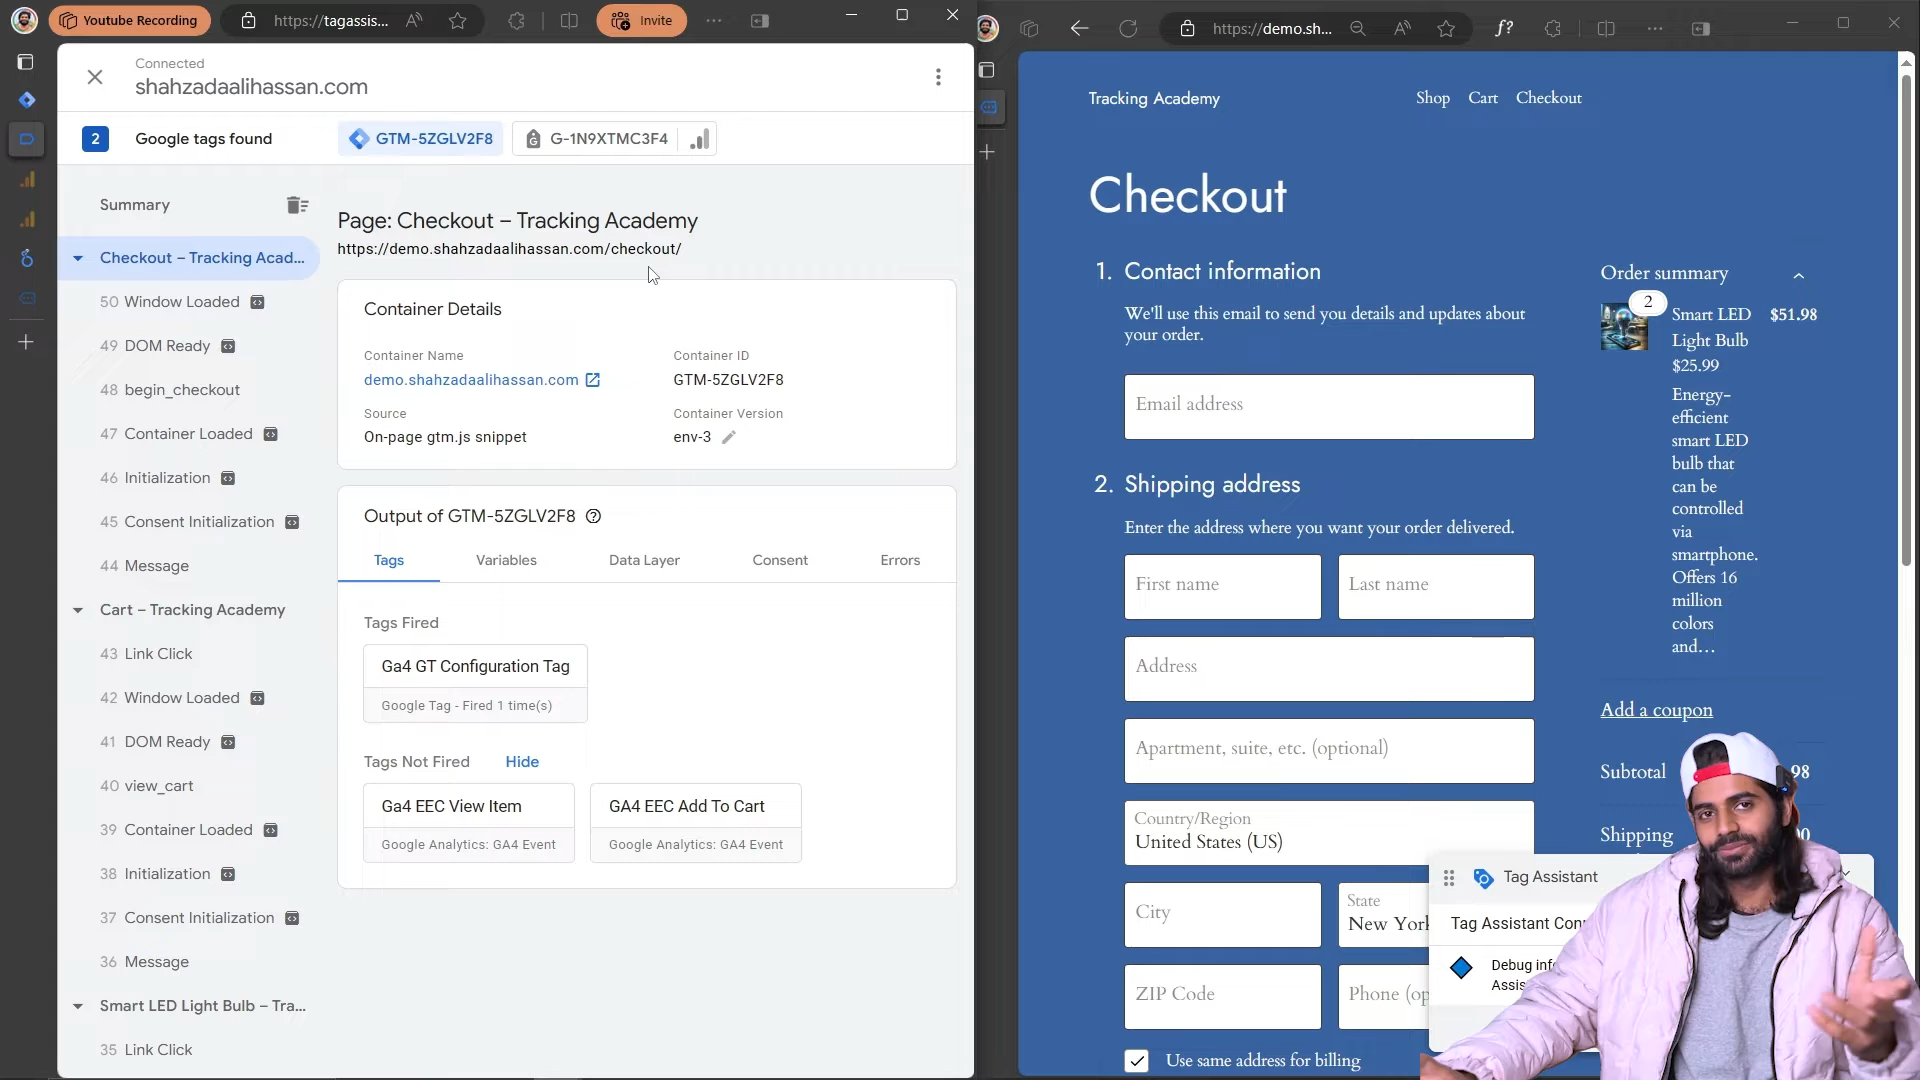 Youtube Recording
https://tagassis...
Invite
Connected
shahzadaalihassan.com
2
Google tags found
GTM-5ZGLV2F8
G-1N9XTMC3F4
Summary
Checkout – Tracking Acad...
50 Window Loaded
49 DOM Ready
48 begin_checkout
47 Container Loaded
46 Initialization
45 Consent Initialization
44 Message
Cart – Tracking Academy
43 Link Click
42 Window Loaded
41 DOM Ready
40 view_cart
39 Container Loaded
38 Initialization
37 Consent Initialization
36 Message
Smart LED Light Bulb – Tra...
35 Link Click
Page: Checkout – Tracking Academy
https://demo.shahzadaalihassan.com/checkout/
Container Details
Container Name
demo.shahzadaalihassan.com
Container ID
GTM-5ZGLV2F8
Source
On-page gtm.js snippet
Container Version
env-3
Output of GTM-5ZGLV2F8
Tags
Variables
Data Layer
Consent
Errors
Tags Fired
Ga4 GT Configuration Tag
Google Tag - Fired 1 time(s)
Tags Not Fired
Hide
Ga4 EEC View Item
Google Analytics: GA4 Event
GA4 EEC Add To Cart
Google Analytics: GA4 Event
https://demo.sh...
f?
Tracking Academy
Shop
Cart
Checkout
Checkout
1. Contact information
We'll use this email to send you details and updates about
your order.
Email address
2. Shipping address
Enter the address where you want your order delivered.
First name
Last name
Address
Apartment, suite, etc. (optional)
Country/Region
United States (US)
City
State
New York
ZIP Code
Phone (op
Use same address for billing
Order summary
2
Smart LED
Light Bulb
$51.98
$25.99
Energy-
efficient
smart LED
bulb that
can be
controlled
via
smartphone.
Offers 16
million
colors
and…
Add a coupon
Subtotal
98
Shipping
Tag Assistant
Tag Assistant Con
Debug inf
Assis